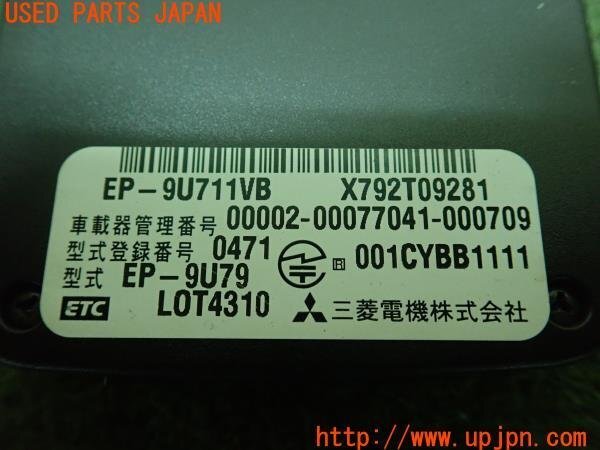 USED PARTS JAPAN
EP-9U711VB X792T09281
車載器管理番号 00002-00077041-000709
型式登録番号 0471 R 001CYBB1111
型式 EP-9U79
ETC LOT4310 三菱電機株式会社
http://www.upjpn.com/